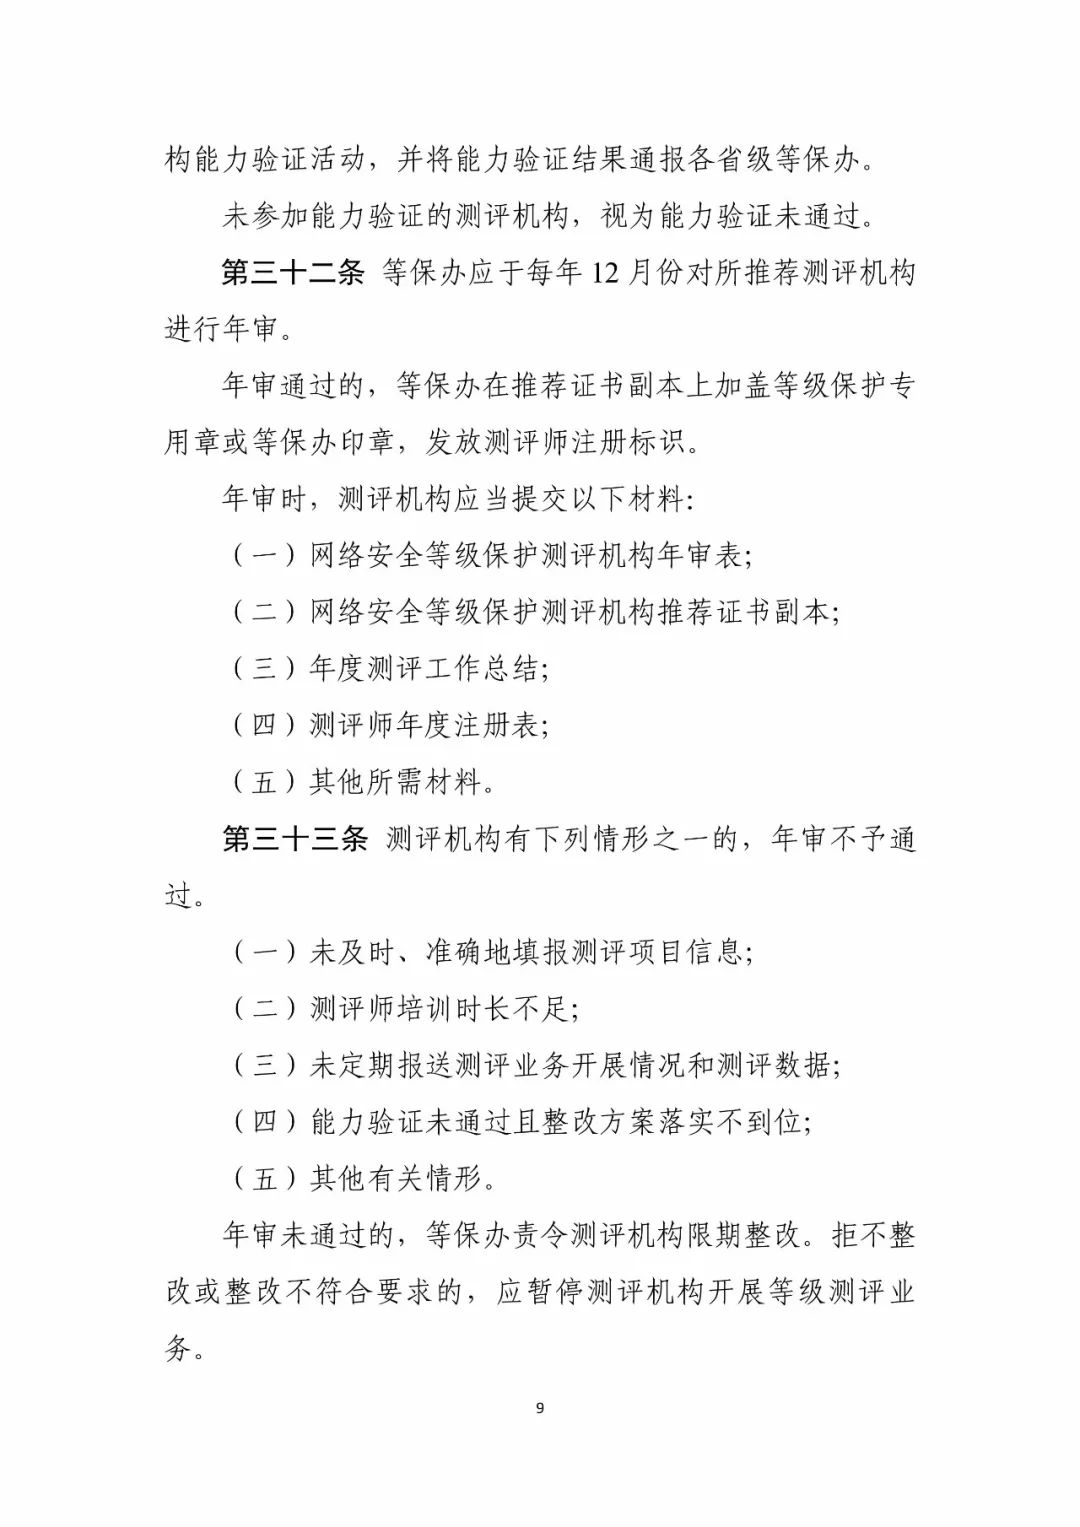 构能力验证活动，并将能力验证结果通报各省级等保办。
未参加能力验证的测评机构，视为能力验证未通过。
第三十二条 等保办应于每年 12 月份对所推荐测评机构
进行年审。
年审通过的，等保办在推荐证书副本上加盖等级保护专
用章或等保办印章，发放测评师注册标识。
年审时，测评机构应当提交以下材料：
（一）网络安全等级保护测评机构年审表；
（二）网络安全等级保护测评机构推荐证书副本；
（三）年度测评工作总结；
（四）测评师年度注册表；
（五）其他所需材料。
第三十三条 测评机构有下列情形之一的，年审不予通
过。
（一）未及时、准确地填报测评项目信息；
（二）测评师培训时长不足；
（三）未定期报送测评业务开展情况和测评数据；
（四）能力验证未通过且整改方案落实不到位；
（五）其他有关情形。
年审未通过的，等保办责令测评机构限期整改。拒不整
改或整改不符合要求的，应暂停测评机构开展等级测评业
务。
9